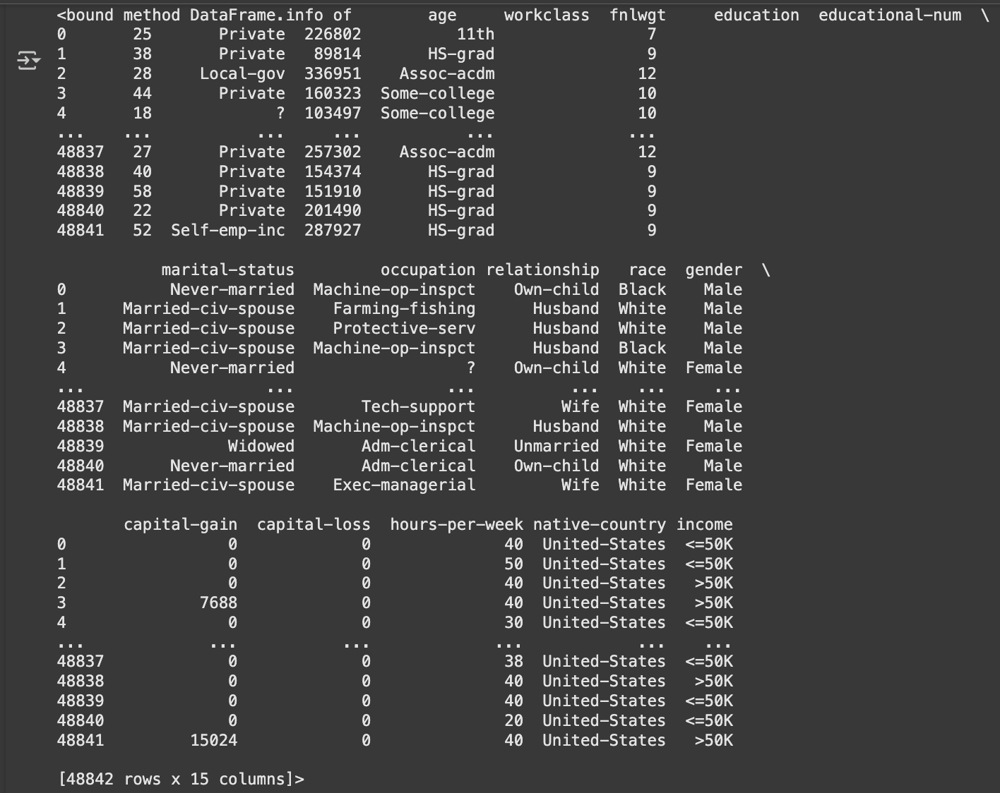 <bound method DataFrame.info of        age     workclass  fnlwgt     education  educational-num  \
0       25       Private  226802          11th                7
1       38       Private   89814       HS-grad                9
2       28     Local-gov  336951    Assoc-acdm               12
3       44       Private  160323  Some-college               10
4       18             ?  103497  Some-college               10
...    ...           ...     ...           ...              ...
48837   27       Private  257302    Assoc-acdm               12
48838   40       Private  154374       HS-grad                9
48839   58       Private  151910       HS-grad                9
48840   22       Private  201490       HS-grad                9
48841   52  Self-emp-inc  287927       HS-grad                9
           marital-status         occupation relationship   race  gender  \
0           Never-married  Machine-op-inspct    Own-child  Black    Male
1      Married-civ-spouse    Farming-fishing      Husband  White    Male
2      Married-civ-spouse    Protective-serv      Husband  White    Male
3      Married-civ-spouse  Machine-op-inspct      Husband  Black    Male
4           Never-married                  ?    Own-child  White  Female
...                   ...                ...          ...    ...     ...
48837  Married-civ-spouse       Tech-support         Wife  White  Female
48838  Married-civ-spouse  Machine-op-inspct      Husband  White    Male
48839             Widowed       Adm-clerical    Unmarried  White  Female
48840       Never-married       Adm-clerical    Own-child  White    Male
48841  Married-civ-spouse    Exec-managerial         Wife  White  Female
       capital-gain  capital-loss  hours-per-week native-country income
0                 0             0              40  United-States  <=50K
1                 0             0              50  United-States  <=50K
2                 0             0              40  United-States   >50K
3              7688             0              40  United-States   >50K
4                 0             0              30  United-States  <=50K
...             ...           ...             ...            ...    ...
48837             0             0              38  United-States  <=50K
48838             0             0              40  United-States   >50K
48839             0             0              40  United-States  <=50K
48840             0             0              20  United-States  <=50K
48841         15024             0              40  United-States   >50K
[48842 rows x 15 columns]>